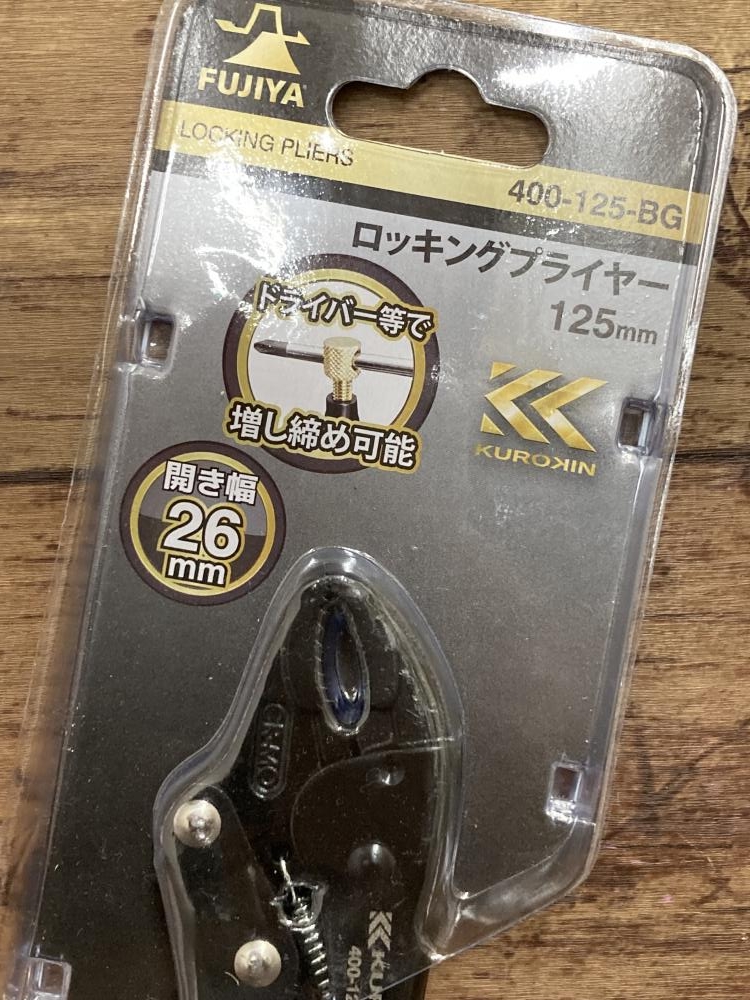 FUJIYA
LOCKING PLIERS
400-125-BG
ロッキングプライヤー
125mm
ドライバー等で
増し締め可能
KUROKIN
開き幅
26
mm
CR-MO